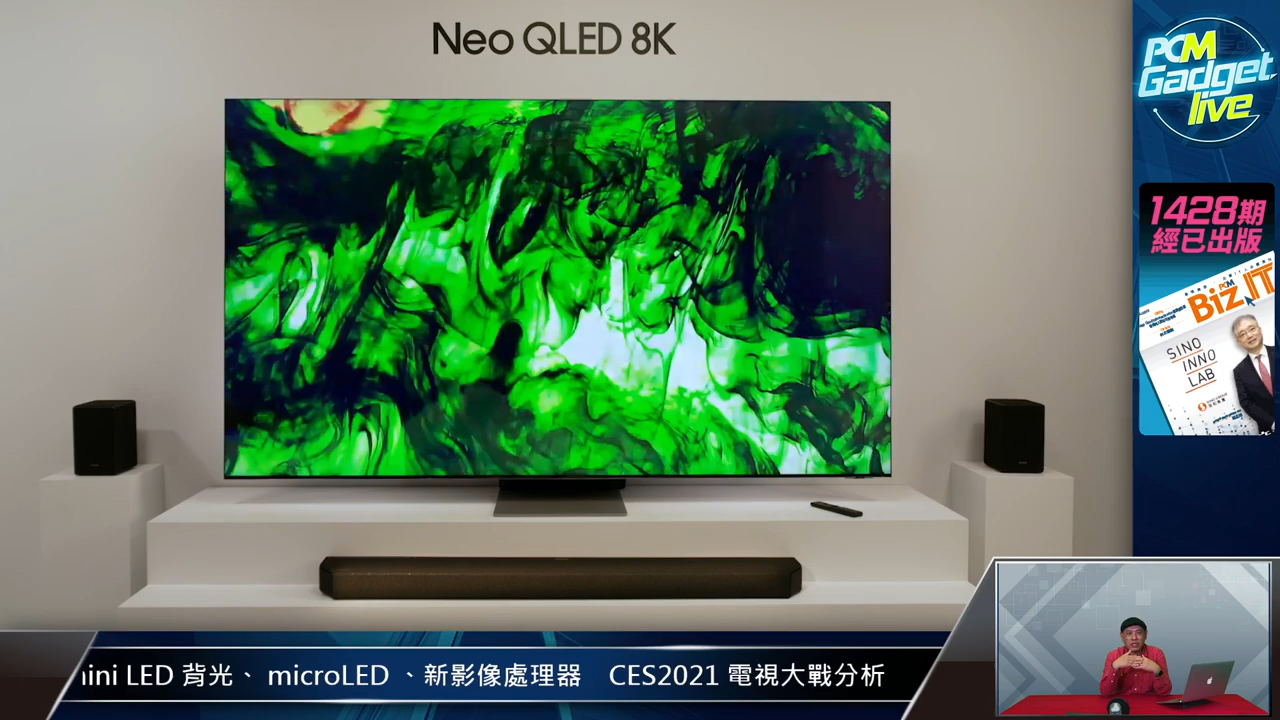 Neo QLED 8K
PCM
Gadget
live
1428期
經已出版
PCM
Biz IT
SINO
INNO
LAB
ini LED 背光、 microLED 、新影像處理器 CES2021 電視大戰分析